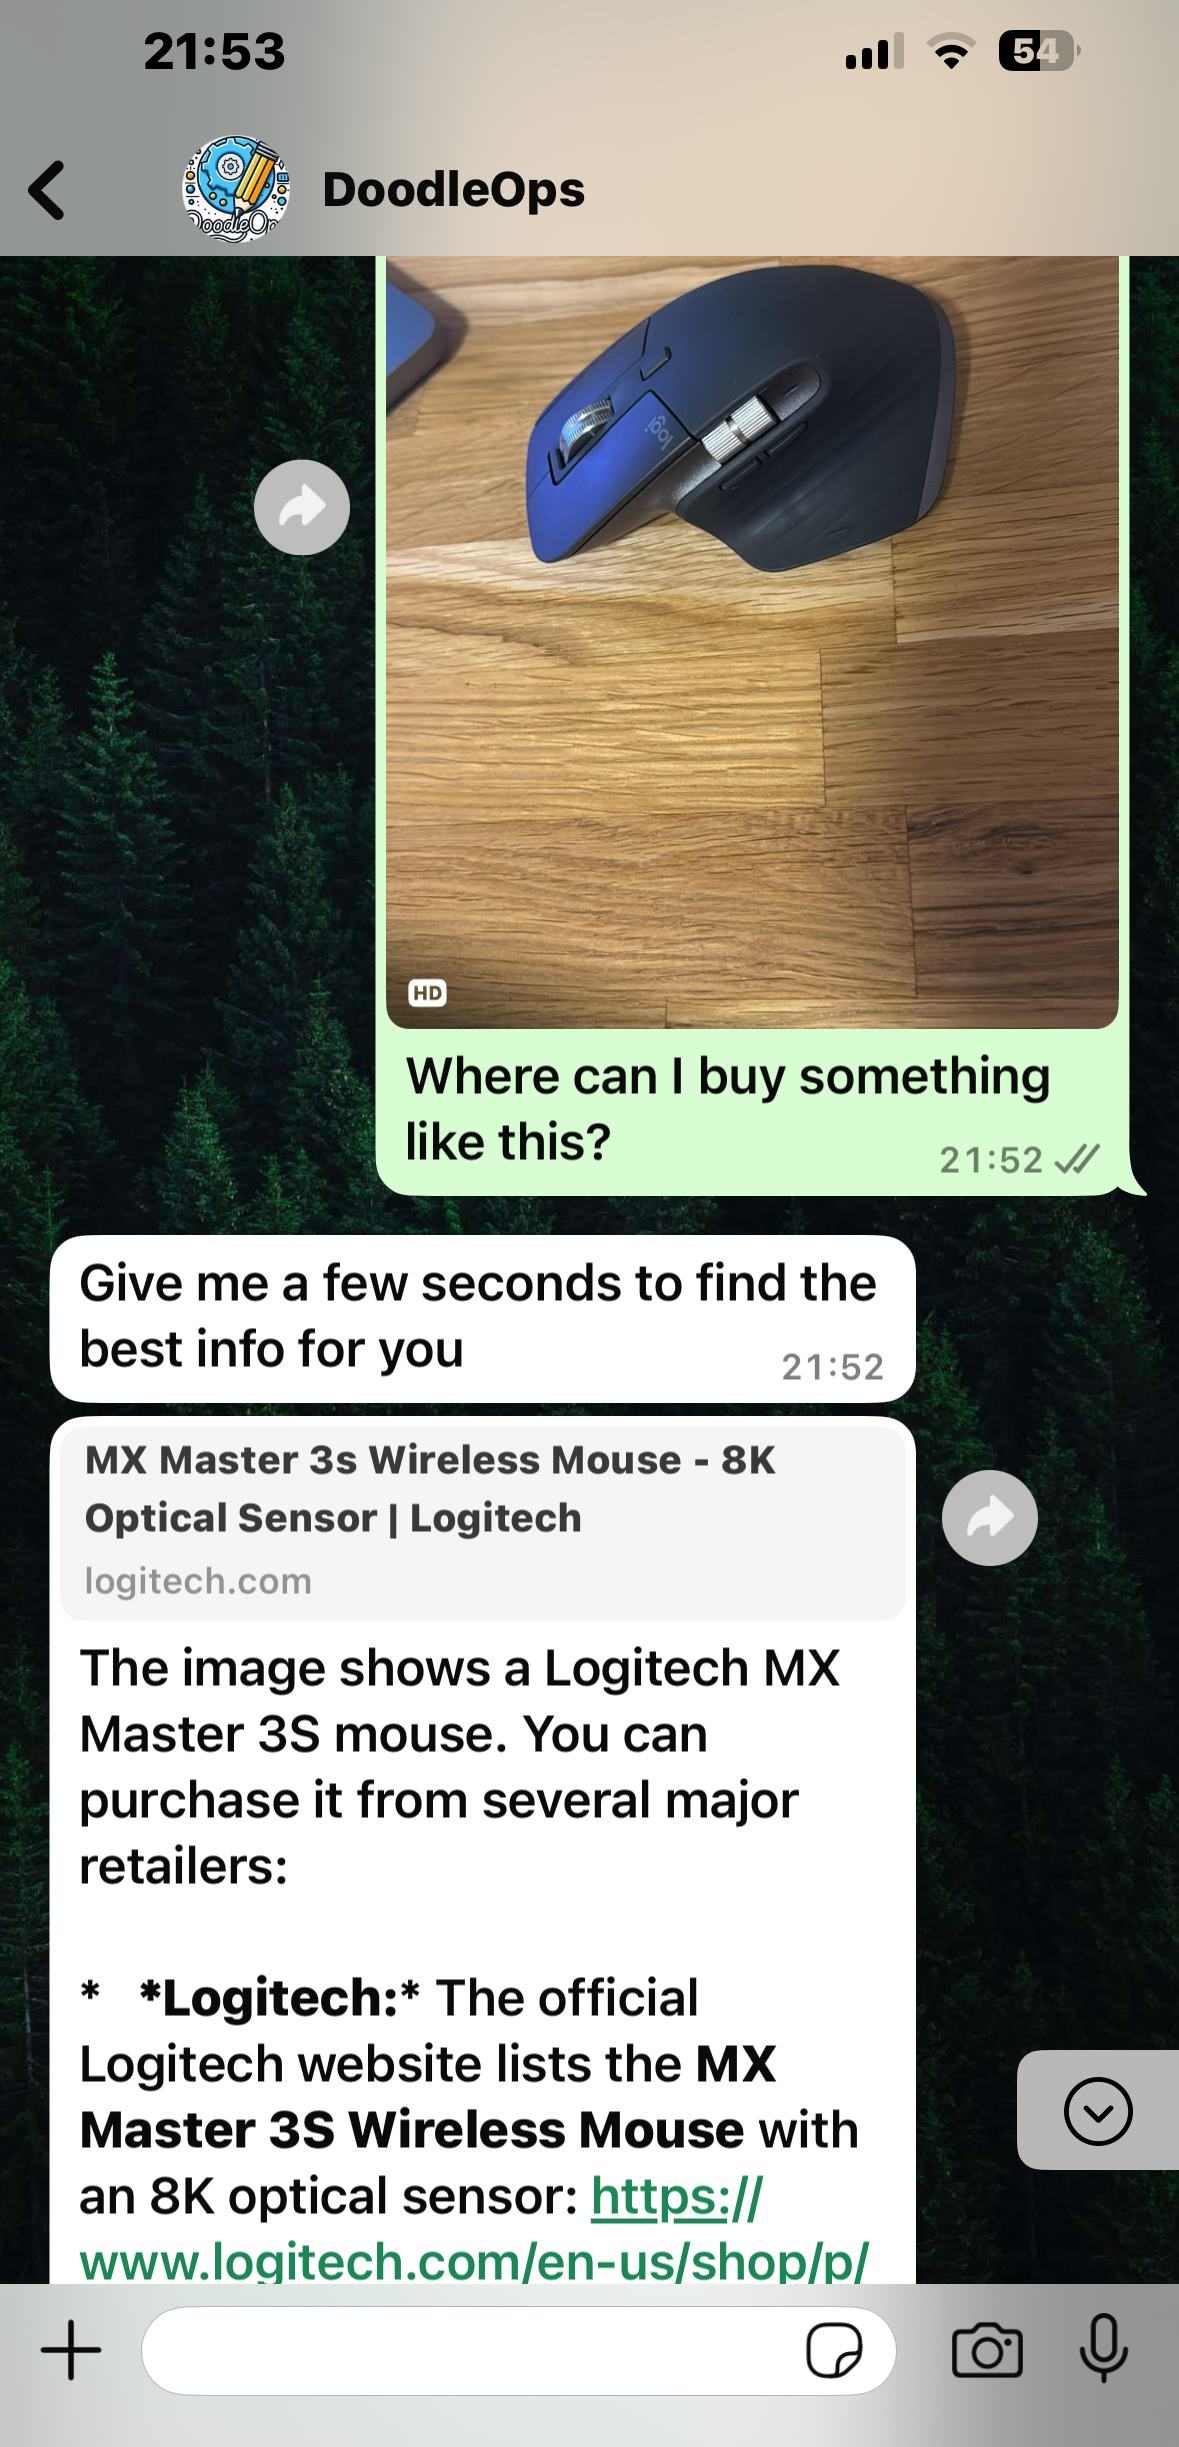 21:53
54
DoodleOps
DoodleOp
logi
HD
Where can I buy something
like this?
21:52
Give me a few seconds to find the
best info for you
21:52
MX Master 3s Wireless Mouse - 8K
Optical Sensor | Logitech
logitech.com
The image shows a Logitech MX
Master 3S mouse. You can
purchase it from several major
retailers:
* *Logitech:* The official
Logitech website lists the MX
Master 3S Wireless Mouse with
an 8K optical sensor: https://
www.logitech.com/en-us/shop/p/